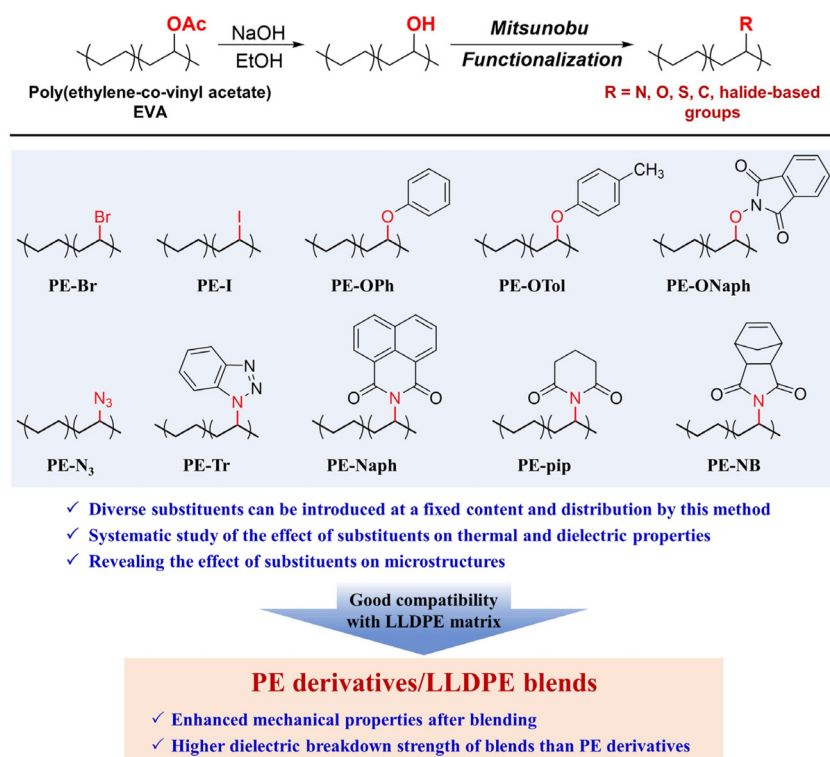 OAc
NaOH
EtOH
OH
Mitsunobu
Functionalization
R
Poly(ethylene-co-vinyl acetate)
EVA
R = N, O, S, C, halide-based
groups
Br
PE-Br
I
PE-I
O
PE-OPh
CH₃
O
PE-OTol
O
N
O
O
PE-ONaph
N₃
PE-N₃
N
N
N
PE-Tr
O
N
O
PE-Naph
O
N
O
PE-pip
O
N
O
PE-NB
✓ Diverse substituents can be introduced at a fixed content and distribution by this method
✓ Systematic study of the effect of substituents on thermal and dielectric properties
✓ Revealing the effect of substituents on microstructures
Good compatibility
with LLDPE matrix
PE derivatives/LLDPE blends
✓ Enhanced mechanical properties after blending
✓ Higher dielectric breakdown strength of blends than PE derivatives